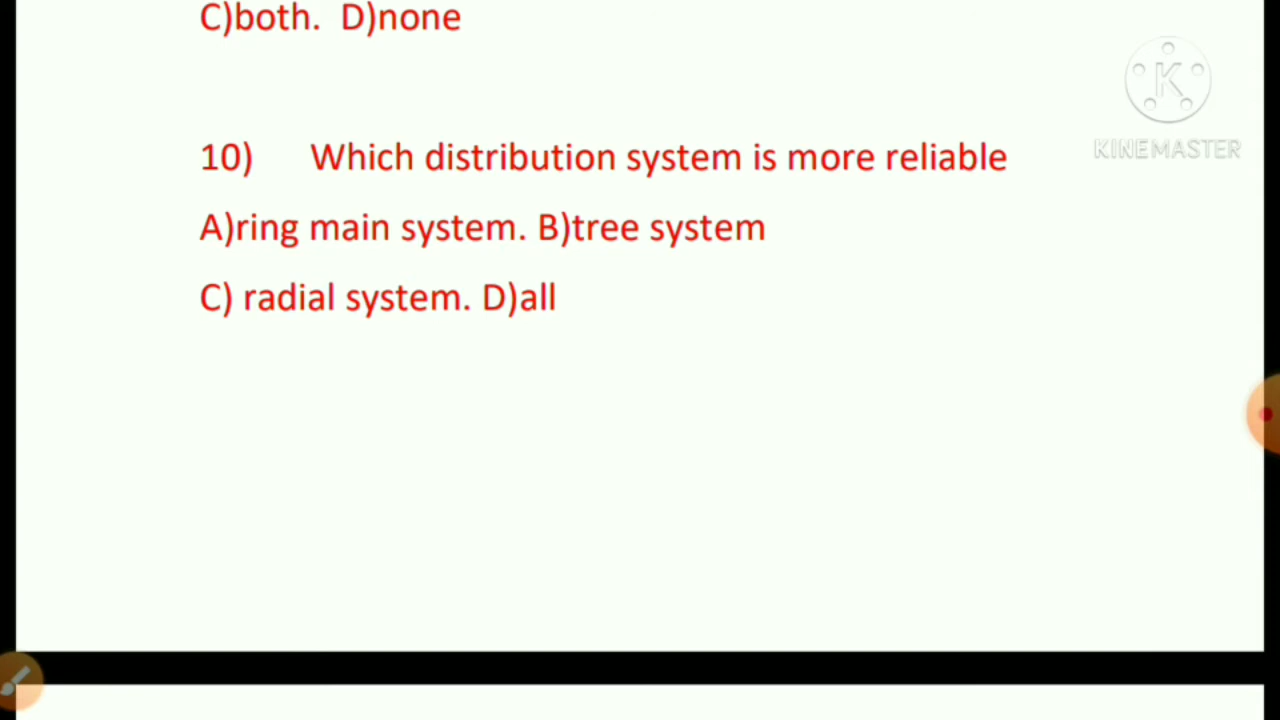 C)both. D)none
KINEMASTER
10) Which distribution system is more reliable
A)ring main system. B)tree system
C) radial system. D)all